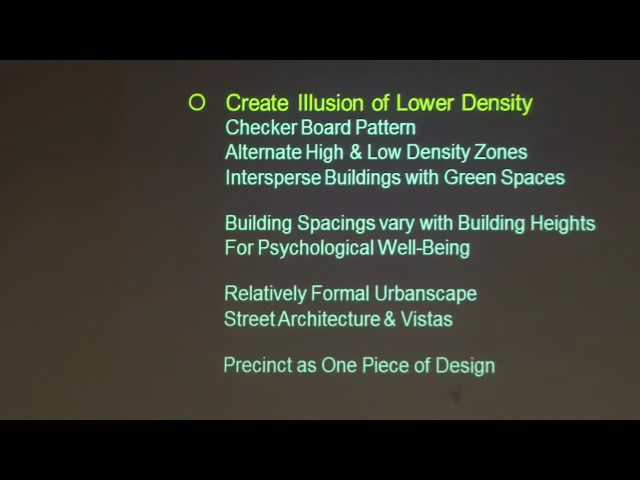 Create Illusion of Lower Density
Checker Board Pattern
Alternate High & Low Density Zones
Intersperse Buildings with Green Spaces
Building Spacings vary with Building Heights
For Psychological Well-Being
Relatively Formal Urbanscape
Street Architecture & Vistas
Precinct as One Piece of Design